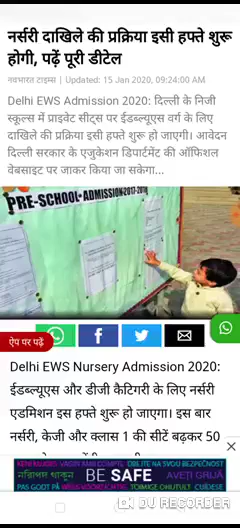 नर्सरी दाखिले की प्रक्रिया इसी हफ्ते शुरू
होगी, पढ़ें पूरी डीटेल
नवभारत टाइम्स | Updated: 15 Jan 2020, 09:24:00 AM
Delhi EWS Admission 2020: दिल्ली के निजी
स्कूल्स में प्राइवेट सीट्स पर ईडब्ल्यूएस वर्ग के लिए
दाखिले की प्रक्रिया इसी हफ्ते शुरू हो जाएगी। आवेदन
दिल्ली सरकार के एजुकेशन डिपार्टमेंट की ऑफिशल
वेबसाइट पर जाकर किया जा सकेगा...
PRE-SCHOOL-ADMISSION-2017-2018
ऐप पर पढ़ें
Delhi EWS Nursery Admission 2020:
ईडब्ल्यूएस और डीजी कैटिगरी के लिए नर्सरी
एडमिशन इस हफ्ते शुरू हो जाएगा। इस बार
नर्सरी, केजी और क्लास 1 की सीटें बढ़कर 50
BE SAFE
DU RECORDER